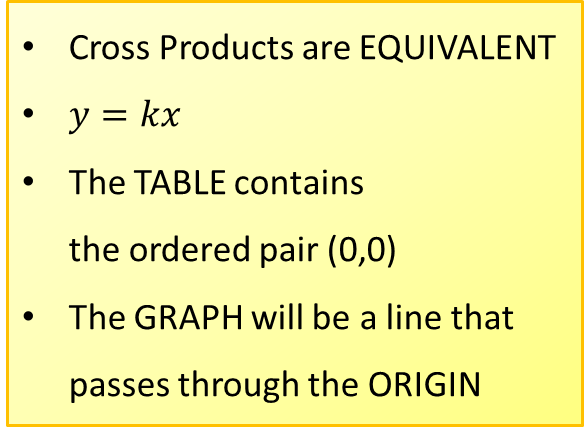 • Cross Products are EQUIVALENT
• y = kx
• The TABLE contains
the ordered pair (0,0)
• The GRAPH will be a line that
passes through the ORIGIN